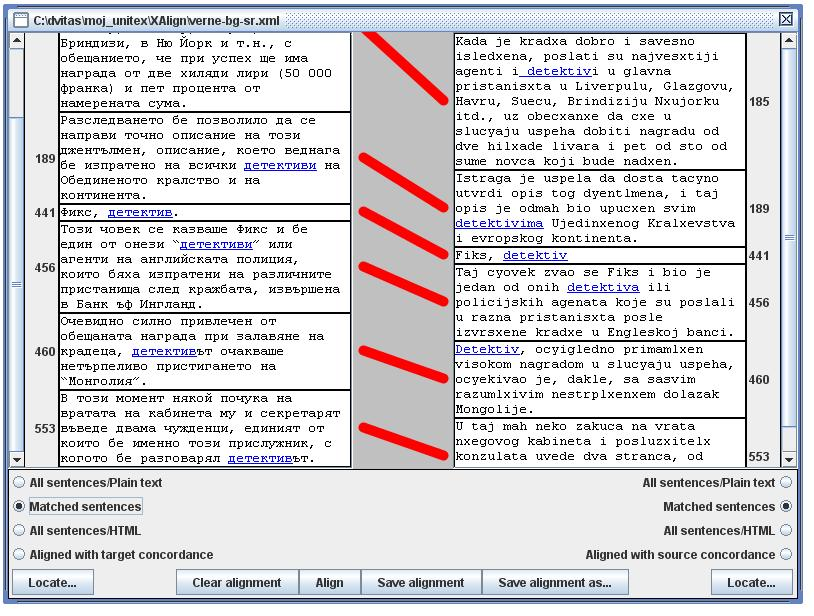 C:\dvitas\moj_unitex\XAlign\verne-bg-sr.xml
Бриндизи, в Ню Йорк и т.н., с
обещанието, че при успех ще има
награда от две хиляди лири (50 000
франка) и пет процента от
намерената сума.
Разследването бе позволило да се
направи точно описание на този
джентълмен, описание, което веднага
189
бе изпратено на всички детективи на
Обединеното кралство и на
континента.
441
Фикс, детектив.
Този човек се казваше Фикс и бе
един от онези “детективи” или
агенти на английската полиция,
456
които бяха изпратени на различните
пристанища след кражбата, извършена
в Банк ъф Ингланд.
Очевидно силно привлечен от
обещаната награда при залавяне на
460
крадеца, детективът очакваше
нетърпеливо пристигането на
“Монголия”.
В този момент някой почука на
вратата на кабинета му и секретарят
553
въведе двама чужденци, единият от
които бе именно този прислужник, с
когото бе разговарял детективът.
Kada je kradxa dobro i savesno
isledxena, poslati su najvesxtiji
agenti i detektivi u glavna
pristanisxta u Liverpulu, Glazgovu,
Havru, Suecu, Brindiziju Nxujorku
185
itd., uz obecxanxe da cxe u
slucyaju uspeha dobiti nagradu od
dve hilxade livara i pet od sto od
sume novca koji bude nadxen.
Istraga je uspela da dosta tacyno
utvrdi opis tog dyentlmena, i taj
opis je odmah bio upucxen svim
189
detektivima Ujedinxenog Kralxevstva
i evropskog kontinenta.
Fiks, detektiv
441
Taj cyovek zvao se Fiks i bio je
jedan od onih detektiva ili
policijskih agenata koje su poslali
456
u razna pristanisxta posle
izvrsxene kradxe u Engleskoj banci.
Detektiv, ocyigledno primamlxen
visokom nagradom u slucyaju uspeha,
ocyekivao je, dakle, sa sasvim
460
razumlxivim nestrplxenxem dolazak
Mongolije.
U taj mah neko zakuca na vrata
nxegovog kabineta i posluzxitelx
konzulata uvede dva stranca, od
553
All sentences/Plain text
Matched sentences
All sentences/HTML
Aligned with target concordance
All sentences/Plain text
Matched sentences
All sentences/HTML
Aligned with source concordance
Locate...
Clear alignment
Align
Save alignment
Save alignment as...
Locate...